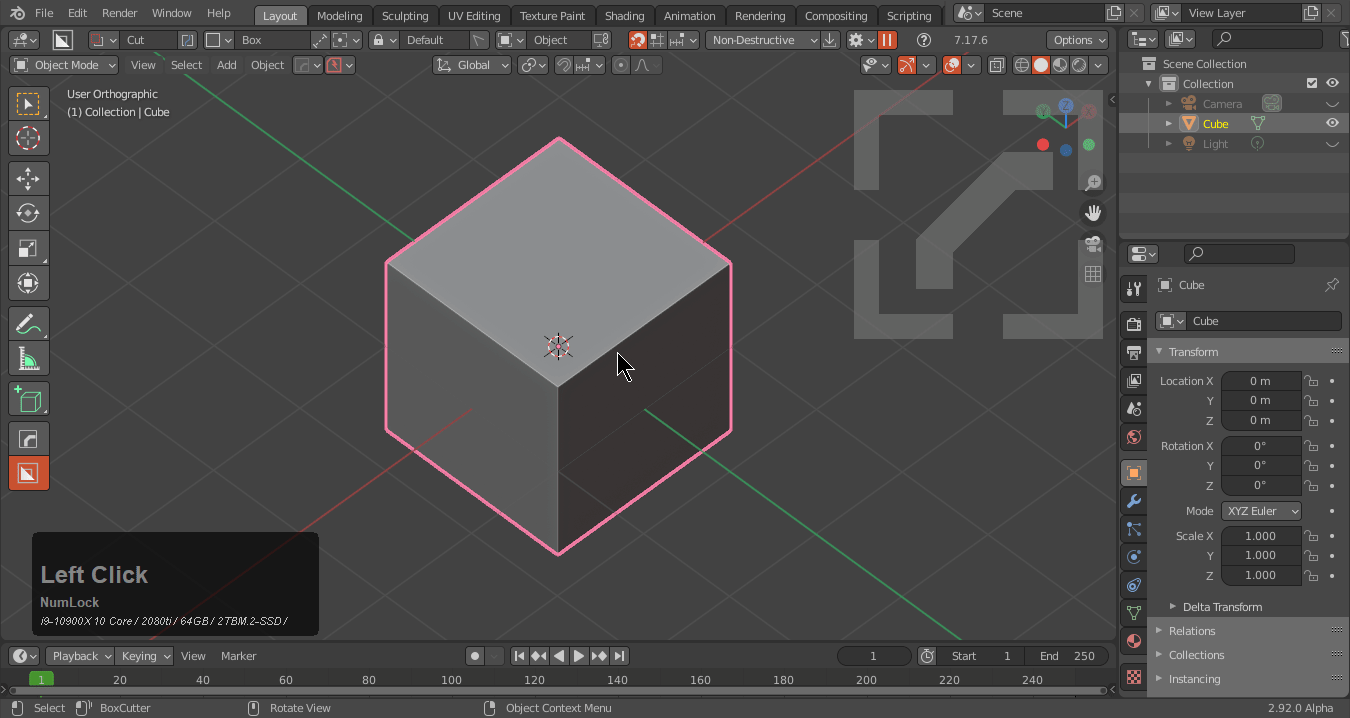 File Edit Render Window Help Layout Modeling Sculpting UV Editing Texture Paint Shading Animation Rendering Compositing Scripting Scene View Layer
Cut Box Default Object Non-Destructive 7.17.6 Options
Object Mode View Select Add Object Global
User Orthographic
(1) Collection | Cube
Z
Y
X
Scene Collection
Collection
Camera
Cube
Light
Cube
Cube
Transform
Location X 0 m
Y 0 m
Z 0 m
Rotation X 0°
Y 0°
Z 0°
Mode XYZ Euler
Scale X 1.000
Y 1.000
Z 1.000
Delta Transform
Relations
Collections
Instancing
Left Click
NumLock
i9-10900X 10 Core / 2080ti / 64GB / 2TBM.2-SSD /
Playback Keying View Marker 1 Start 1 End 250
1 20 40 60 80 100 120 140 160 180 200 220 240
Select BoxCutter Rotate View Object Context Menu 2.92.0 Alpha